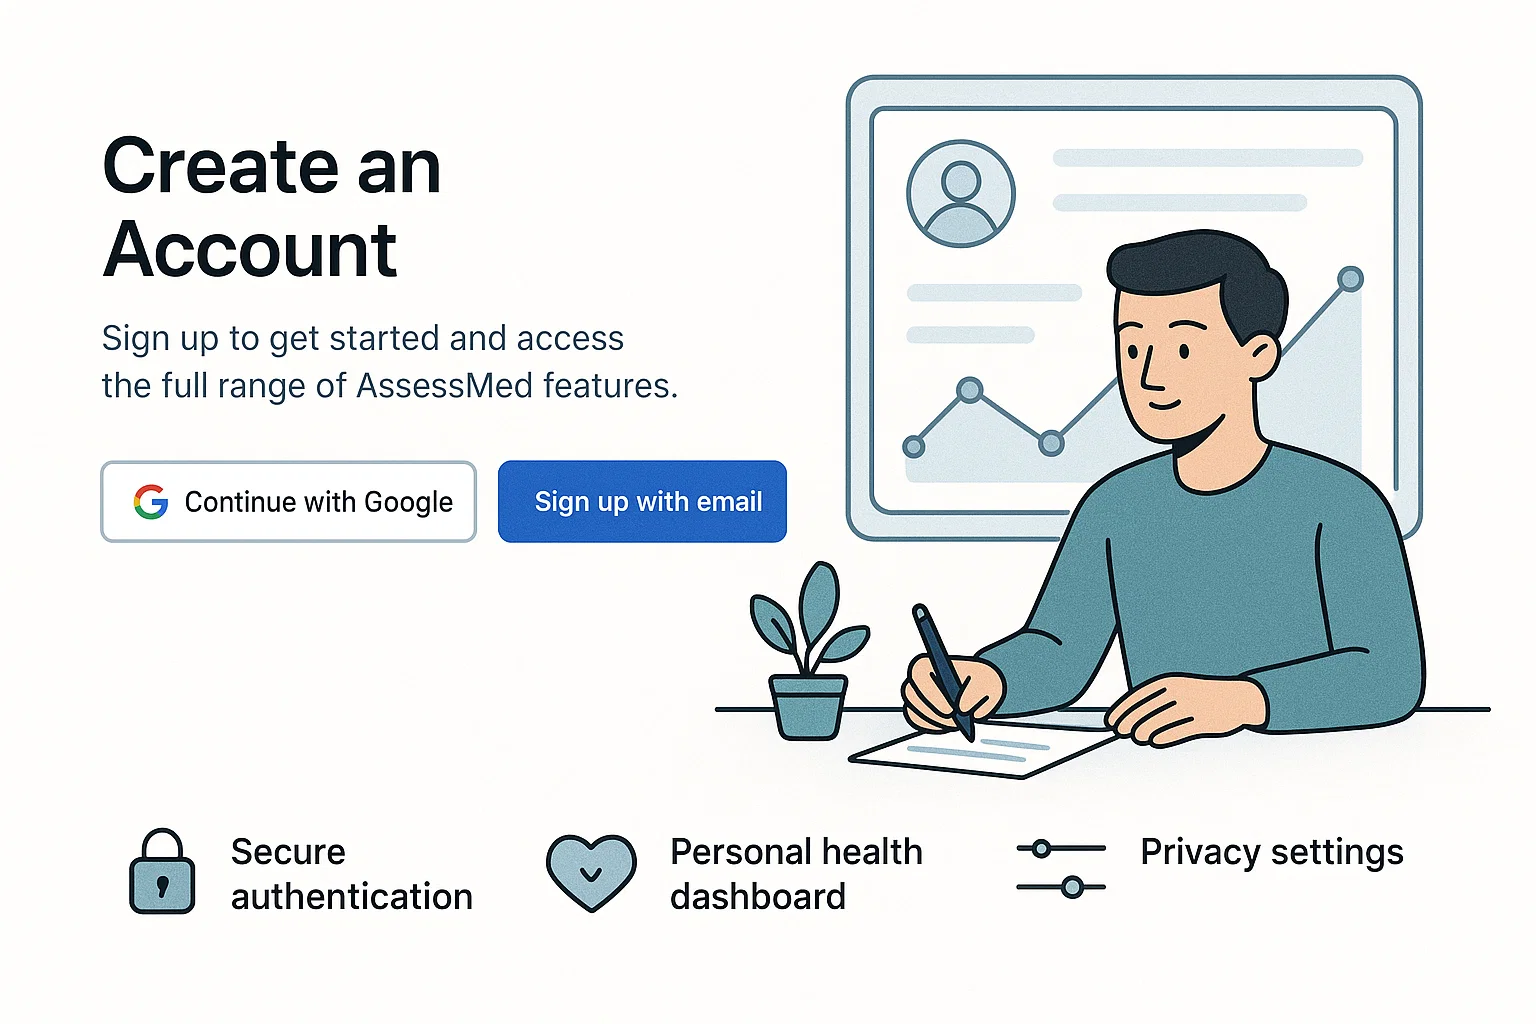 Create an
Account
Sign up to get started and access
the full range of AssessMed features.
Continue with Google
Sign up with email
Secure
authentication
Personal health
dashboard
Privacy settings